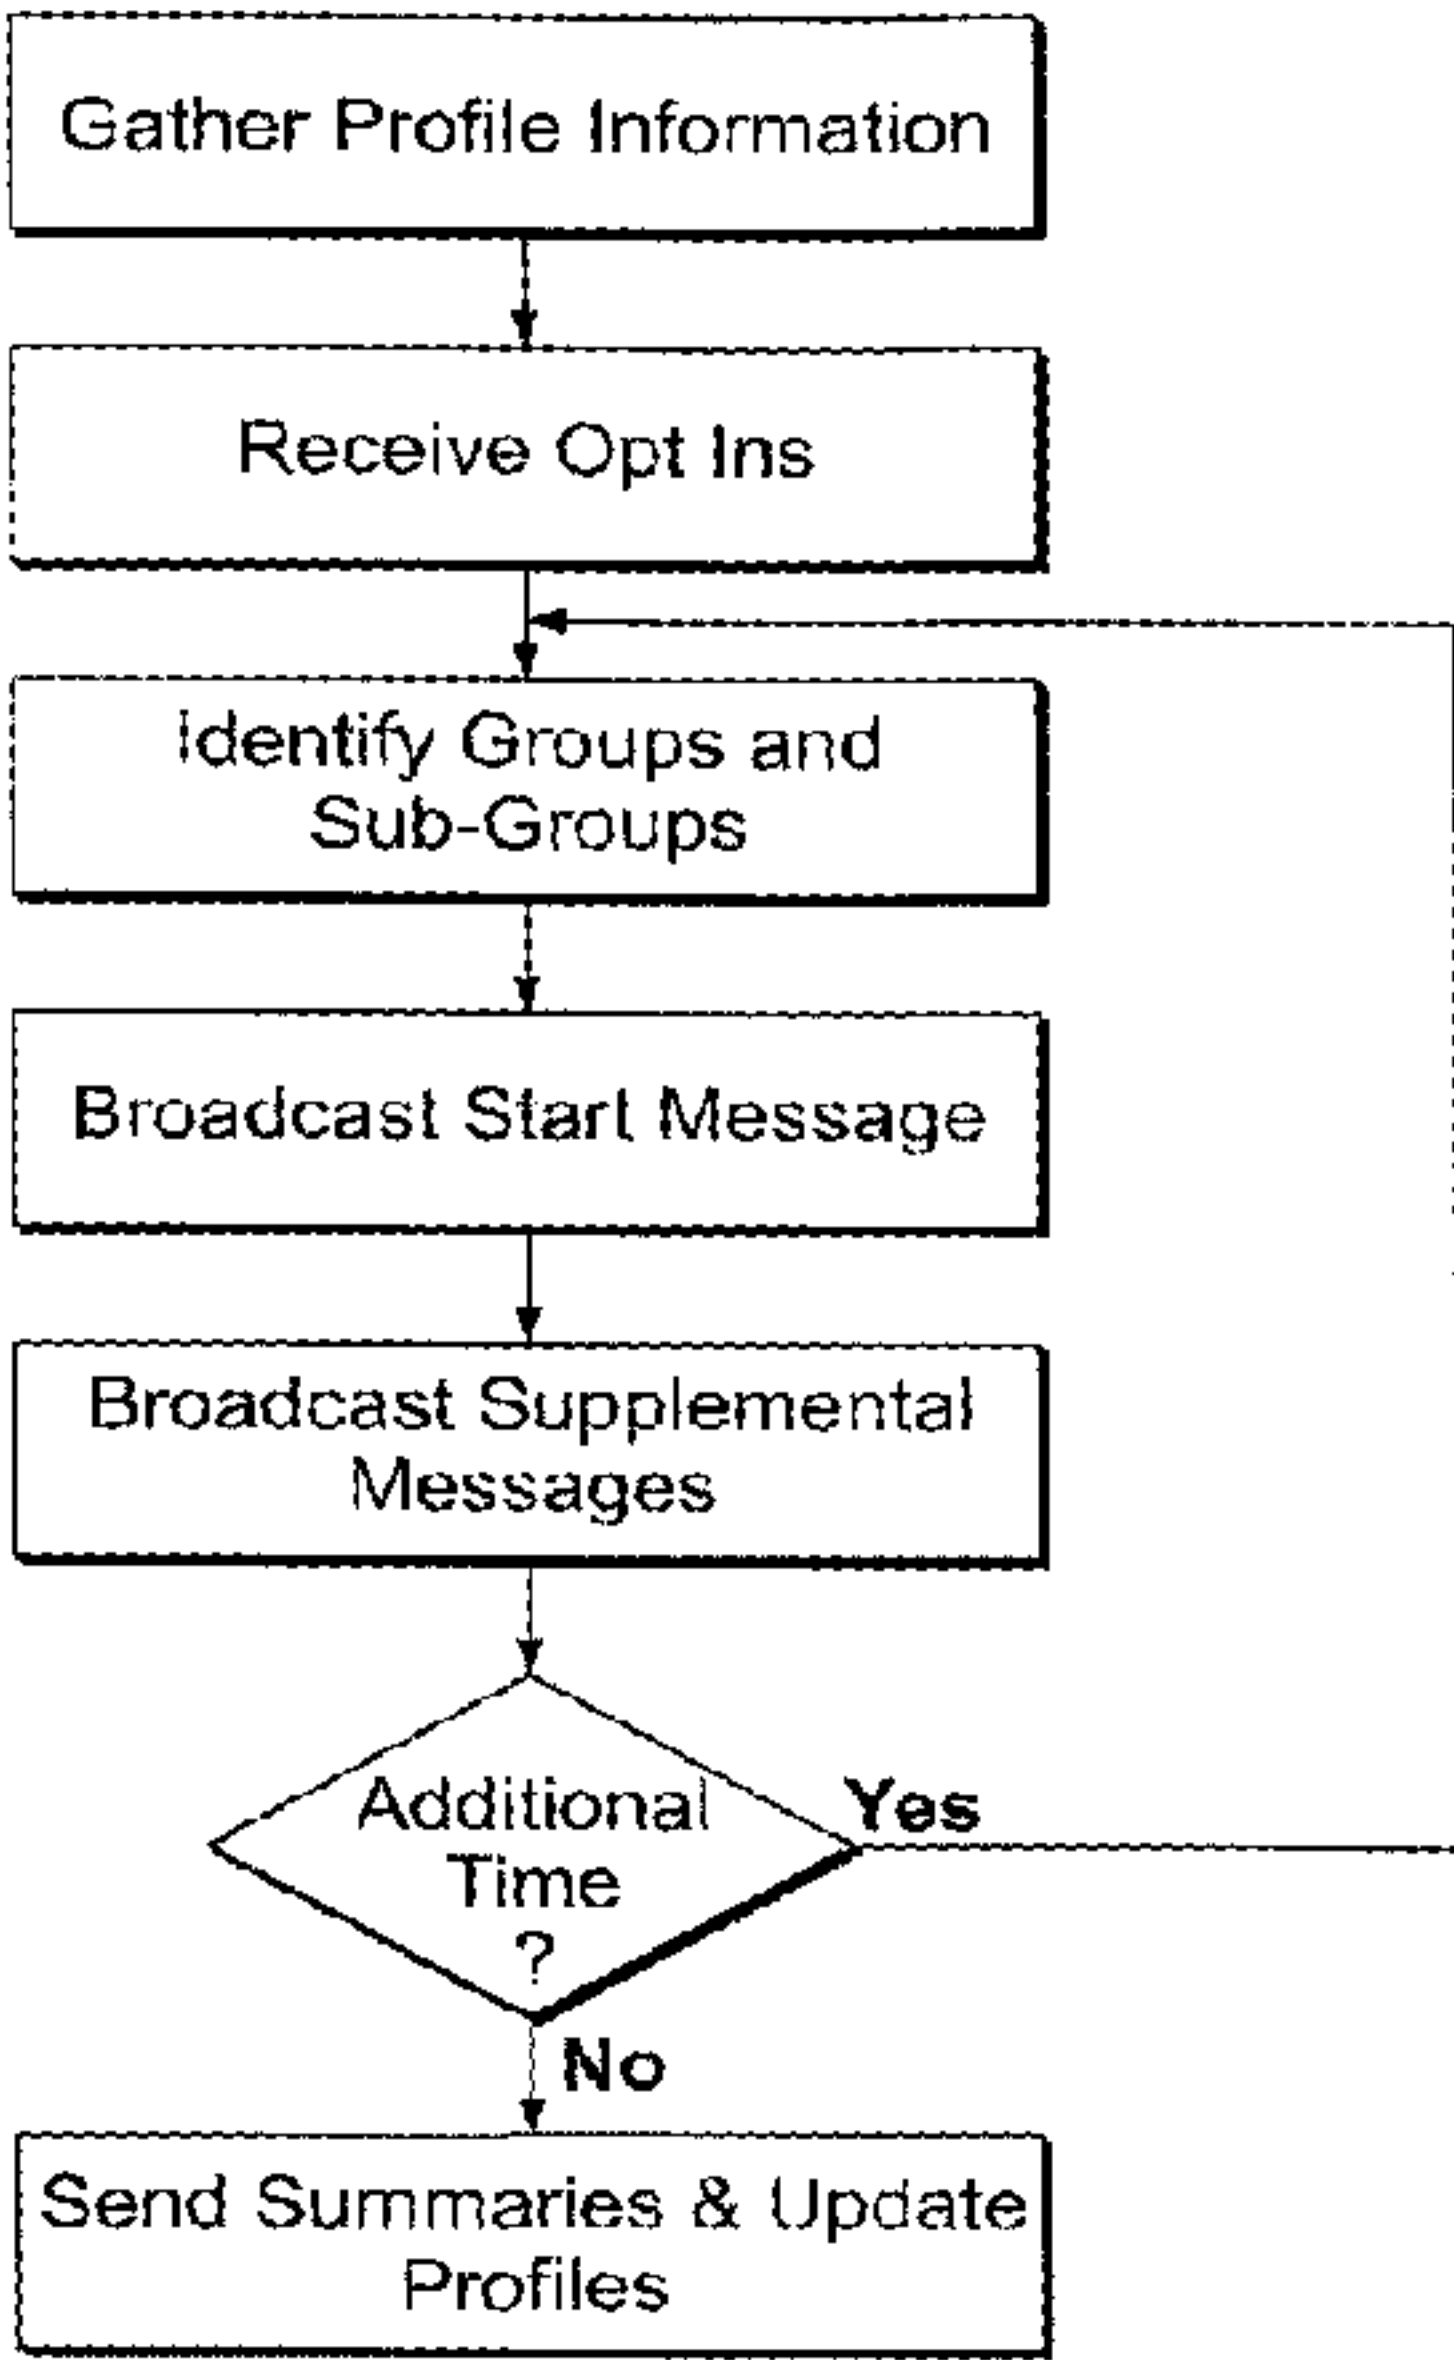 Gather Profile Information
Receive Opt Ins
Identify Groups and
Sub-Groups
Broadcast Start Message
Broadcast Supplemental
Messages
Additional
Time
?
Yes
No
Send Summaries & Update
Profiles